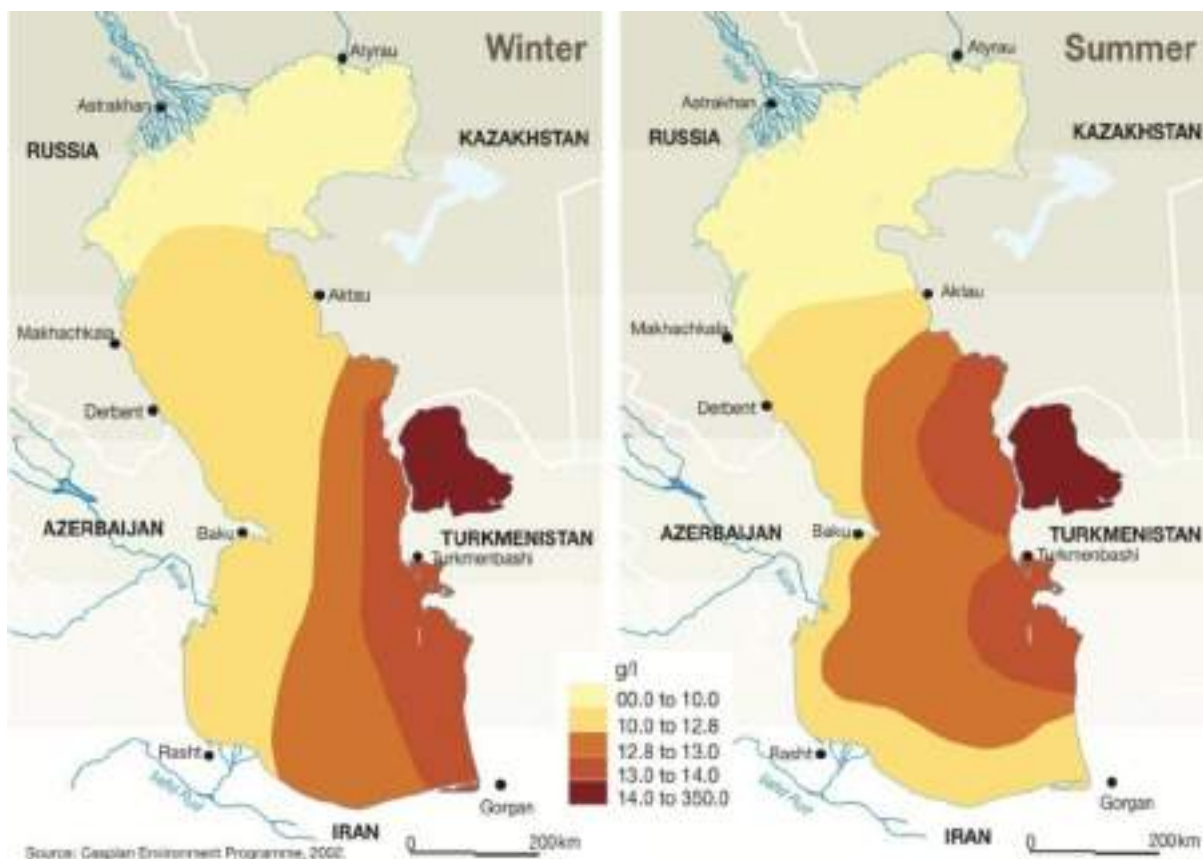 Winter
Atyrau
Astrakhan
RUSSIA
KAZAKHSTAN
Aktau
Makhachkala
Derbent
AZERBAIJAN
Baku
TURKMENISTAN
Turkmenbashi
Rasht
Gorgan
IRAN
0 200km
Source: Caspian Environment Programme, 2002.
Summer
Atyrau
Astrakhan
RUSSIA
KAZAKHSTAN
Aktau
Makhachkala
Derbent
AZERBAIJAN
Baku
TURKMENISTAN
Turkmenbashi
Rasht
Gorgan
IRAN
0 200km
g/l
00.0 to 10.0
10.0 to 12.8
12.8 to 13.0
13.0 to 14.0
14.0 to 350.0